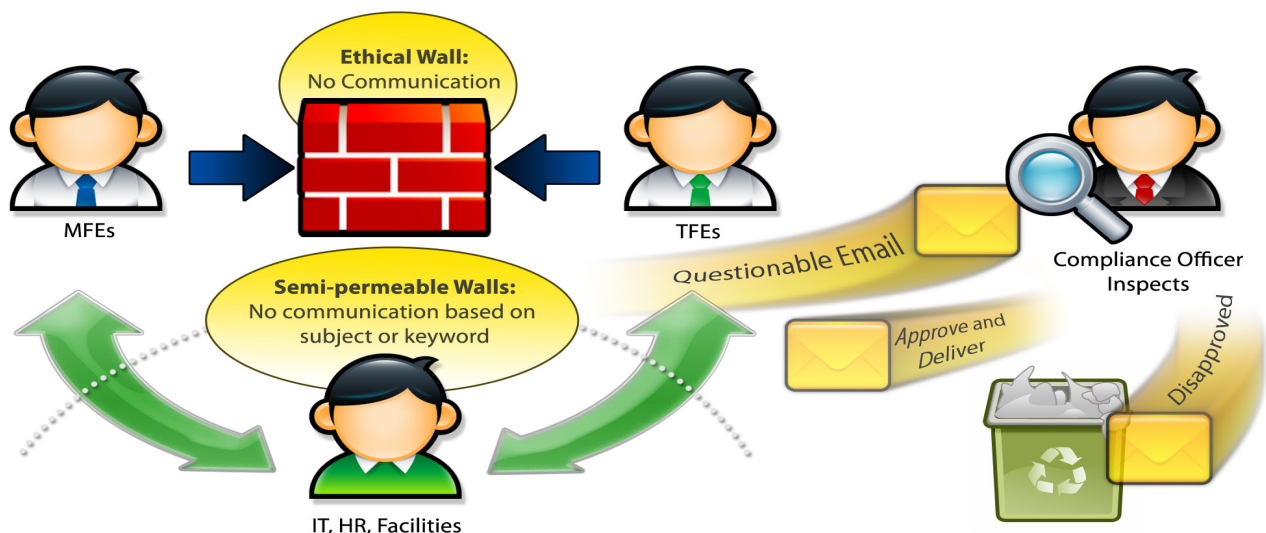 Ethical Wall:
No Communication
MFEs
TFEs
Questionable Email
Compliance Officer
Inspects
Semi-permeable Walls:
No communication based on
subject or keyword
Approve and
Deliver
Disapproved
IT, HR, Facilities